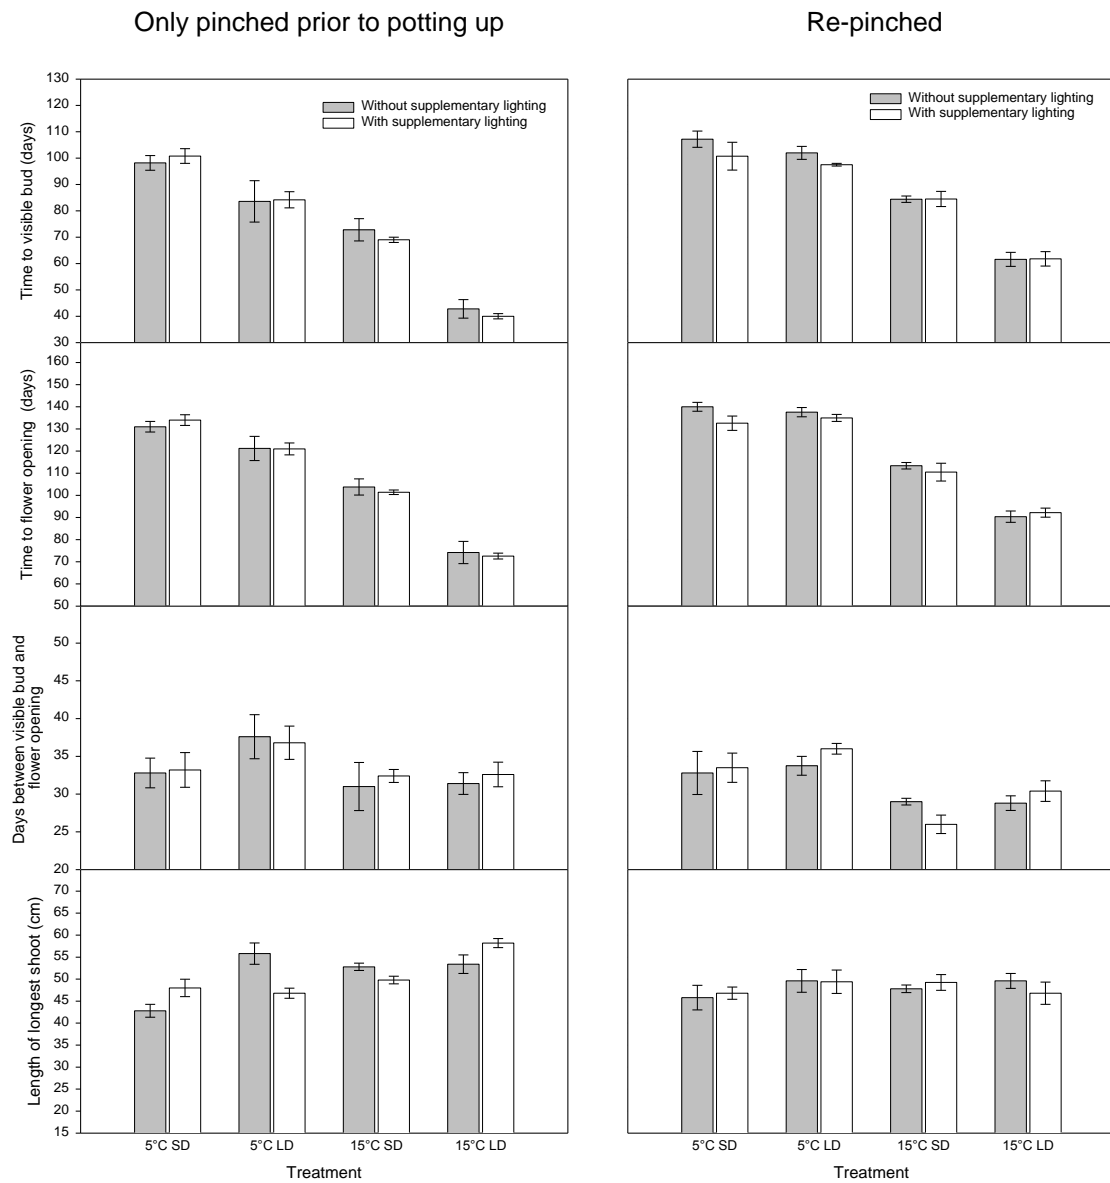 Only pinched prior to potting up
Re-pinched
Time to visible bud (days)
130
120
110
100
90
80
70
60
50
40
30
Without supplementary lighting
With supplementary lighting
Without supplementary lighting
With supplementary lighting
Time to flower opening (days)
160
150
140
130
120
110
100
90
80
70
60
50
Days between visible bud and
flower opening
50
45
40
35
30
25
20
Length of longest shoot (cm)
70
65
60
55
50
45
40
35
30
25
20
15
5°C SD 5°C LD 15°C SD 15°C LD
Treatment
5°C SD 5°C LD 15°C SD 15°C LD
Treatment